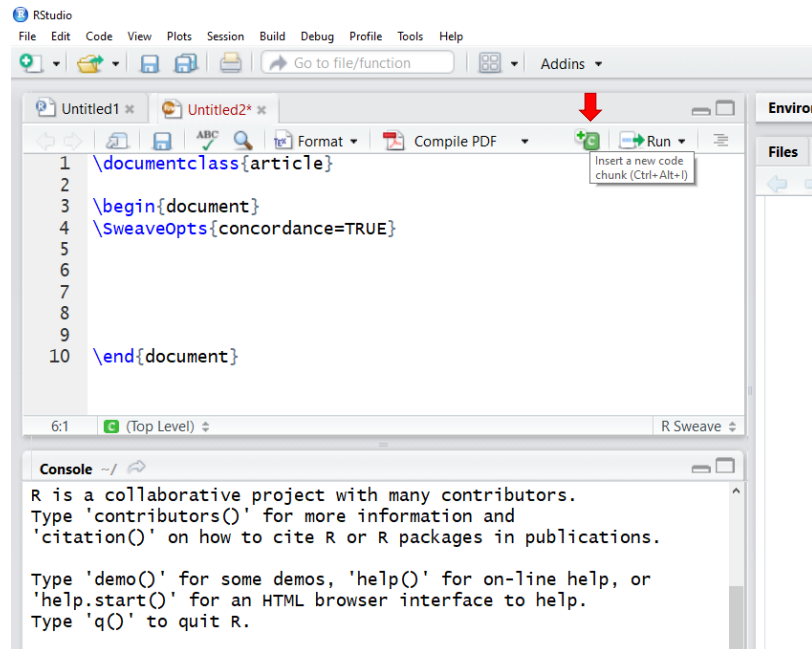 RStudio
File Edit Code View Plots Session Build Debug Profile Tools Help
Go to file/function Addins
Untitled1 Untitled2*
ABC Format Compile PDF Run
Insert a new code
chunk (Ctrl+Alt+I)
1 \documentclass{article}
2
3 \begin{document}
4 \SweaveOpts{concordance=TRUE}
5
6
7
8
9
10 \end{document}
6:1 C (Top Level) R Sweave
Console ~/
R is a collaborative project with many contributors.
Type 'contributors()' for more information and
'citation()' on how to cite R or R packages in publications.
Type 'demo()' for some demos, 'help()' for on-line help, or
'help.start()' for an HTML browser interface to help.
Type 'q()' to quit R.
Enviro
Files